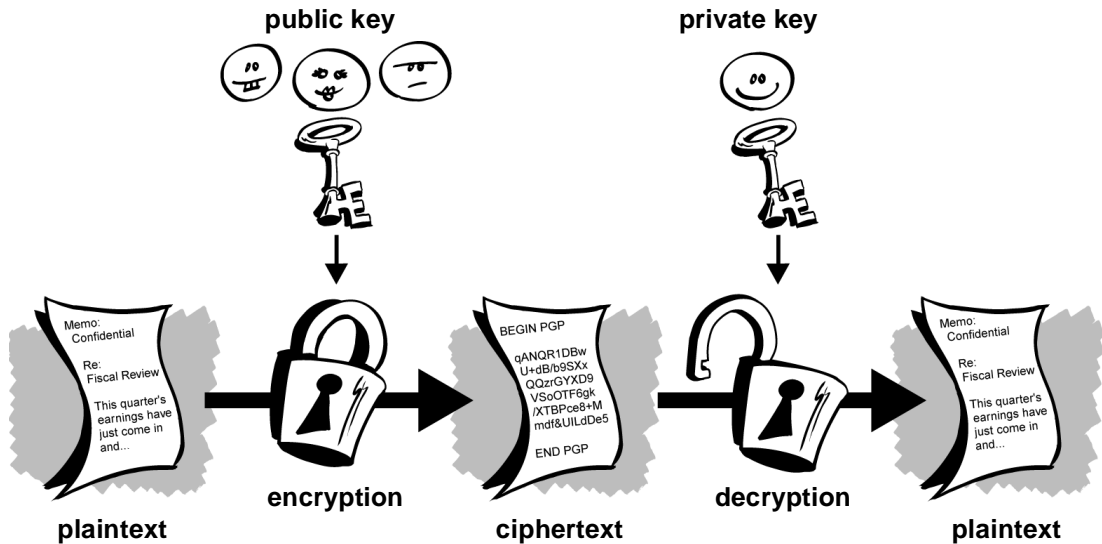 public key
private key
Memo:
Confidential
Re:
Fiscal Review
This quarter's
earnings have
just come in
and...
BEGIN PGP
qANQR1DBw
U+dB/b9SXx
QQzrGYXD9
VSoOTF6gk
/XTBPce8+M
mdf&UILdDe5
END PGP
Memo:
Confidential
Re:
Fiscal Review
This quarter's
earnings have
just come in
and...
encryption
decryption
plaintext
ciphertext
plaintext